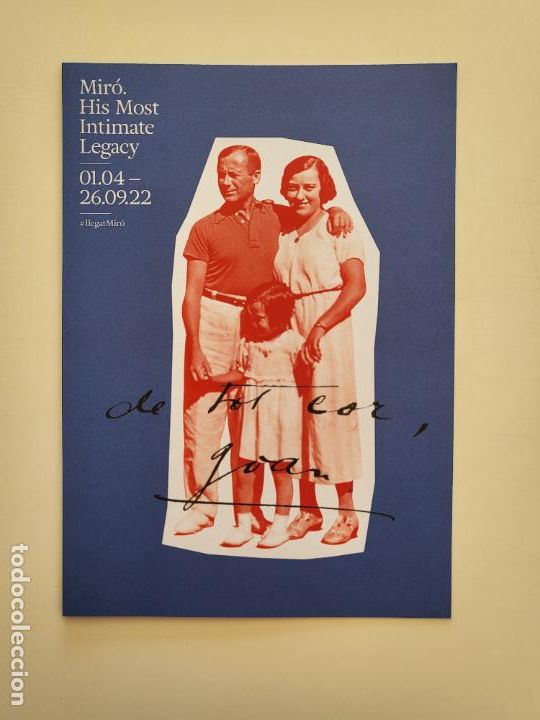 Miró.
His Most
Intimate
Legacy
01.04 –
26.09.22
#llegatMiró
de tot cor,
Joan
todocoleccion